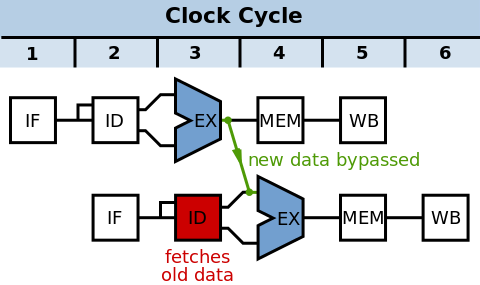 Clock Cycle
1 2 3 4 5 6
IF ID EX MEM WB
new data bypassed
IF ID EX MEM WB
fetches
old data